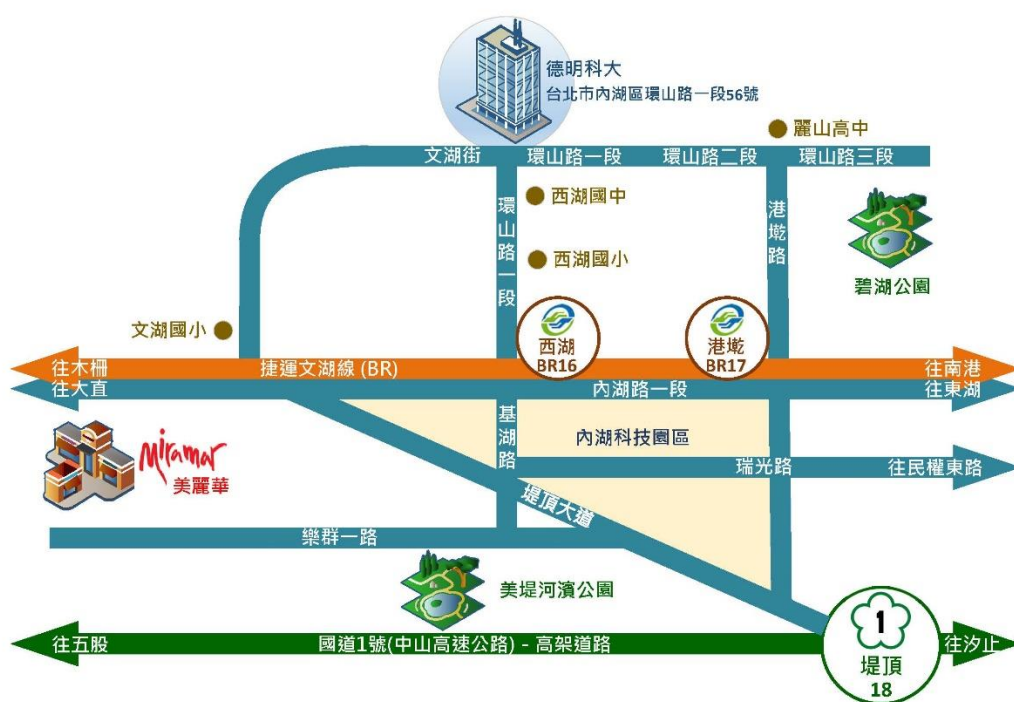 德明科大
台北市內湖區環山路一段56號
麗山高中
文湖街
環山路一段
環山路二段
環山路三段
西湖國中
環山路一段
港墘路
西湖國小
碧湖公園
文湖國小
西湖
BR16
港墘
BR17
往木柵
捷運文湖線 (BR)
往南港
往大直
內湖路一段
往東湖
基湖路
內湖科技園區
Miramar
美麗華
瑞光路
往民權東路
堤頂大道
樂群一路
美堤河濱公園
1
往五股
國道1號(中山高速公路) – 高架道路
堤頂
18
往汐止